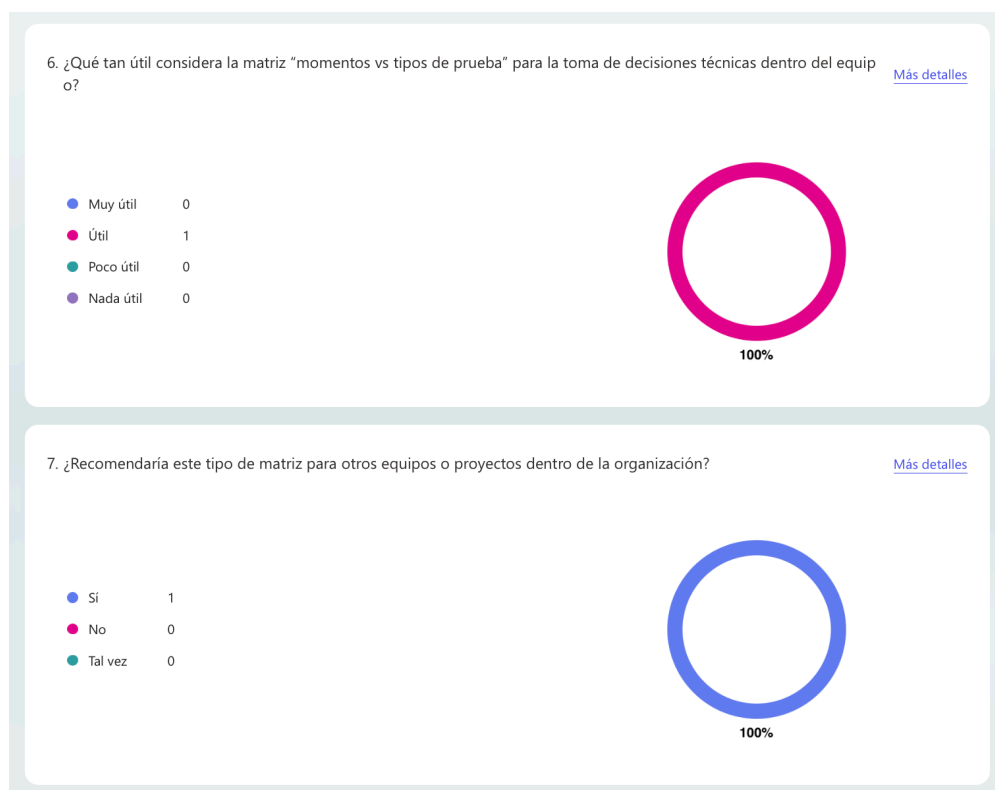 6. ¿Qué tan útil considera la matriz “momentos vs tipos de prueba” para la toma de decisiones técnicas dentro del equip
o?
Más detalles
Muy útil 0
Útil 1
Poco útil 0
Nada útil 0
100%
7. ¿Recomendaría este tipo de matriz para otros equipos o proyectos dentro de la organización?
Más detalles
Sí 1
No 0
Tal vez 0
100%